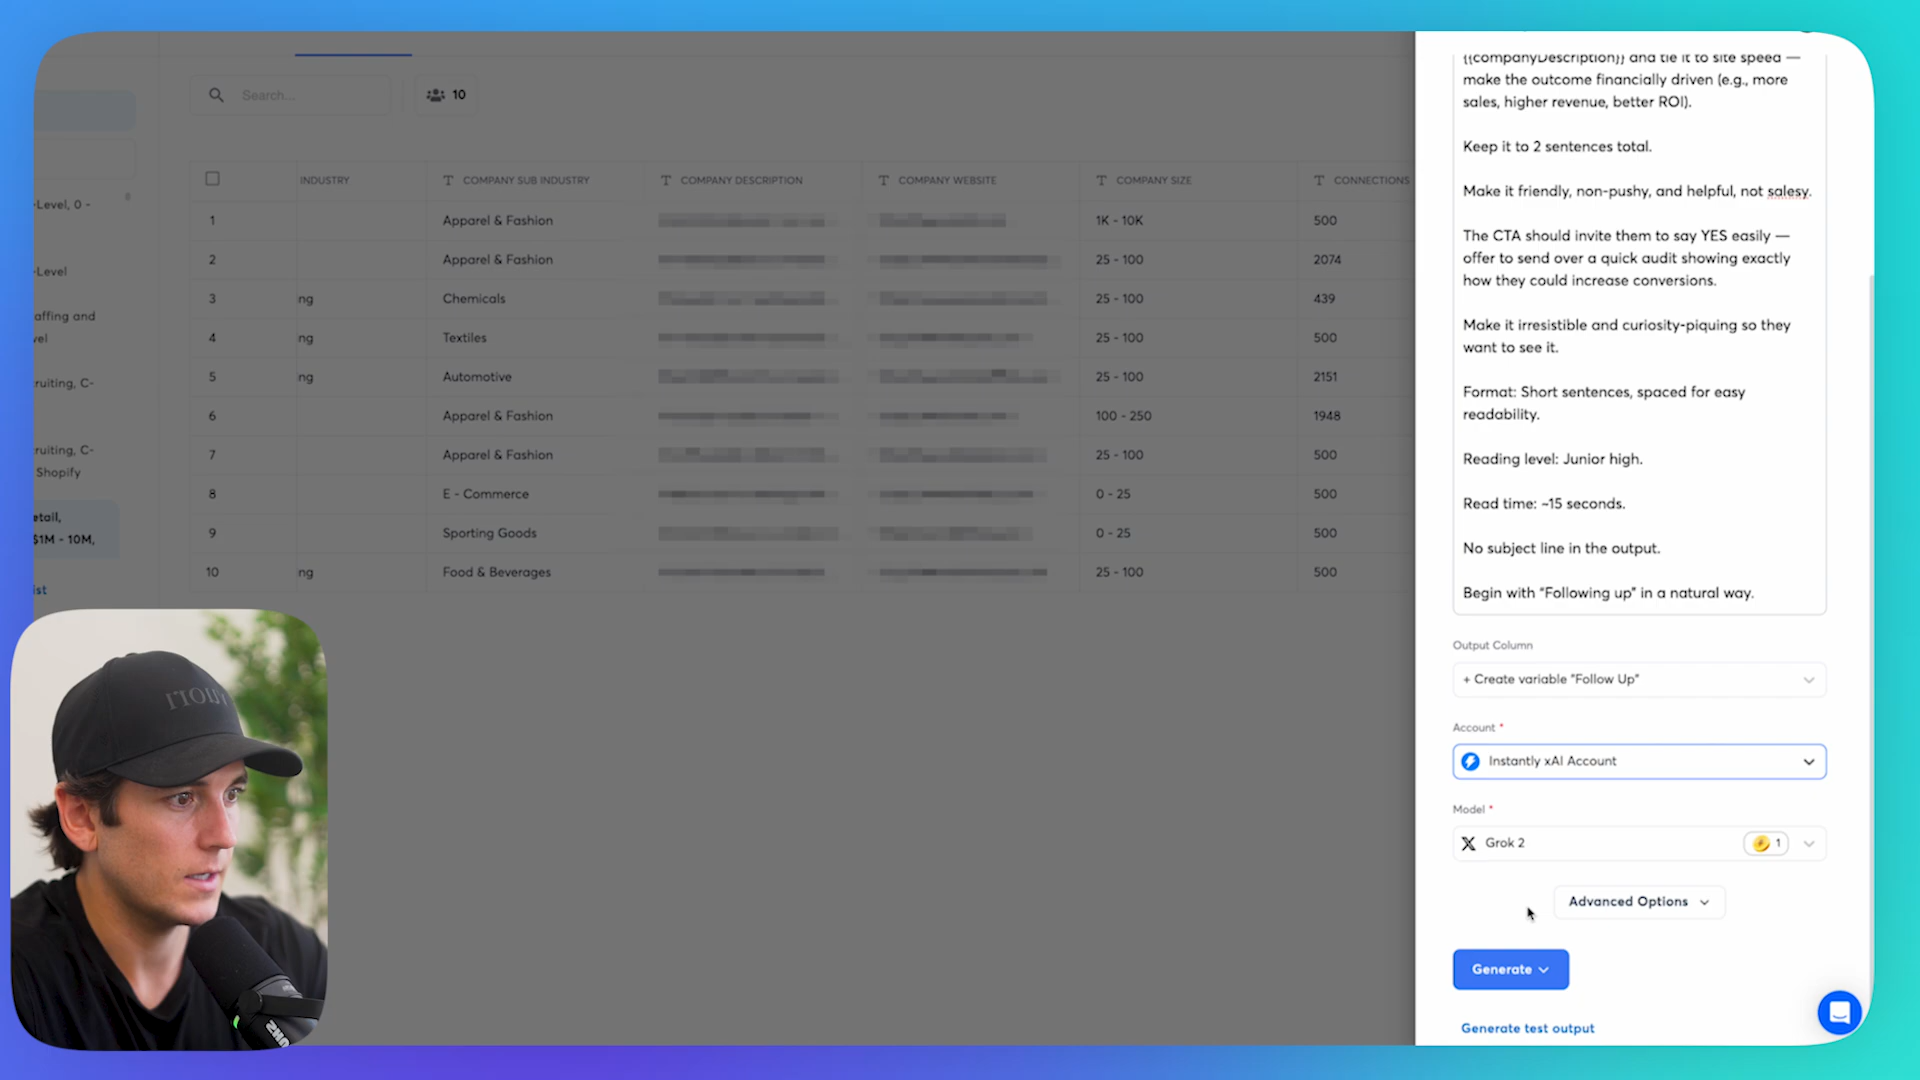 Search...
10
INDUSTRY
COMPANY SUB INDUSTRY
COMPANY DESCRIPTION
COMPANY WEBSITE
COMPANY SIZE
CONNECTIONS
1
Apparel & Fashion
1K - 10K
500
2
Apparel & Fashion
25 - 100
2074
3
ng
Chemicals
25 - 100
439
4
ng
Textiles
25 - 100
500
5
ng
Automotive
25 - 100
2151
6
Apparel & Fashion
100 - 250
1948
7
Apparel & Fashion
25 - 100
500
8
E - Commerce
0 - 25
500
9
Sporting Goods
0 - 25
500
10
ng
Food & Beverages
25 - 100
500
-Level, 0 -
-Level
affing and
vel
cruiting, C-
cruiting, C-
Shopify
etail,
$1M - 10M,
ist
{{companyDescription}} and tie it to site speed —
make the outcome financially driven (e.g., more
sales, higher revenue, better ROI).
Keep it to 2 sentences total.
Make it friendly, non-pushy, and helpful, not salesy.
The CTA should invite them to say YES easily —
offer to send over a quick audit showing exactly
how they could increase conversions.
Make it irresistible and curiosity-piquing so they
want to see it.
Format: Short sentences, spaced for easy
readability.
Reading level: Junior high.
Read time: ~15 seconds.
No subject line in the output.
Begin with "Following up" in a natural way.
Output Column
+ Create variable "Follow Up"
Account *
Instantly xAI Account
Model *
Grok 2
1
Advanced Options
Generate
Generate test output